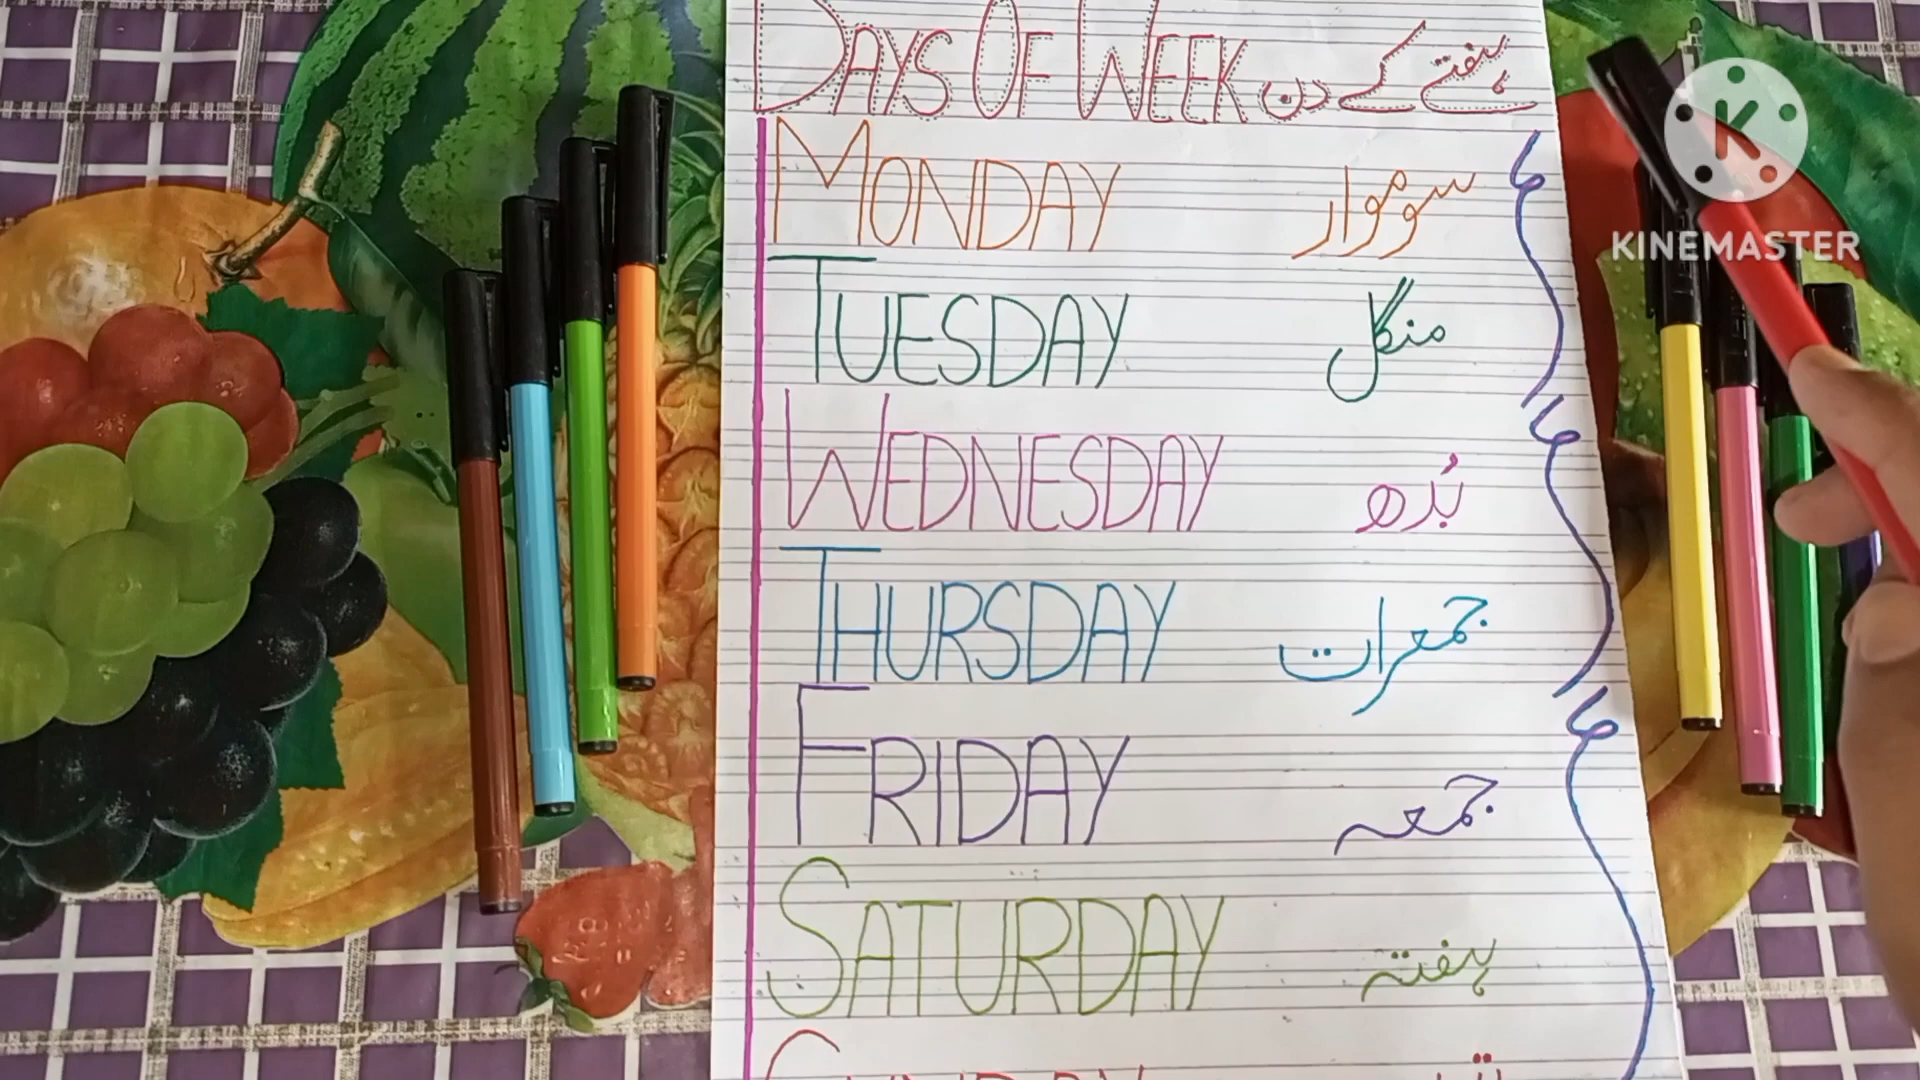 DAYS OF WEEK ہفتے کے دن
MONDAY سوموار
TUESDAY منگل
WEDNESDAY بُدھ
THURSDAY جمعرات
FRIDAY جمعہ
SATURDAY ہفتہ
SUNDAY
K
KINEMASTER